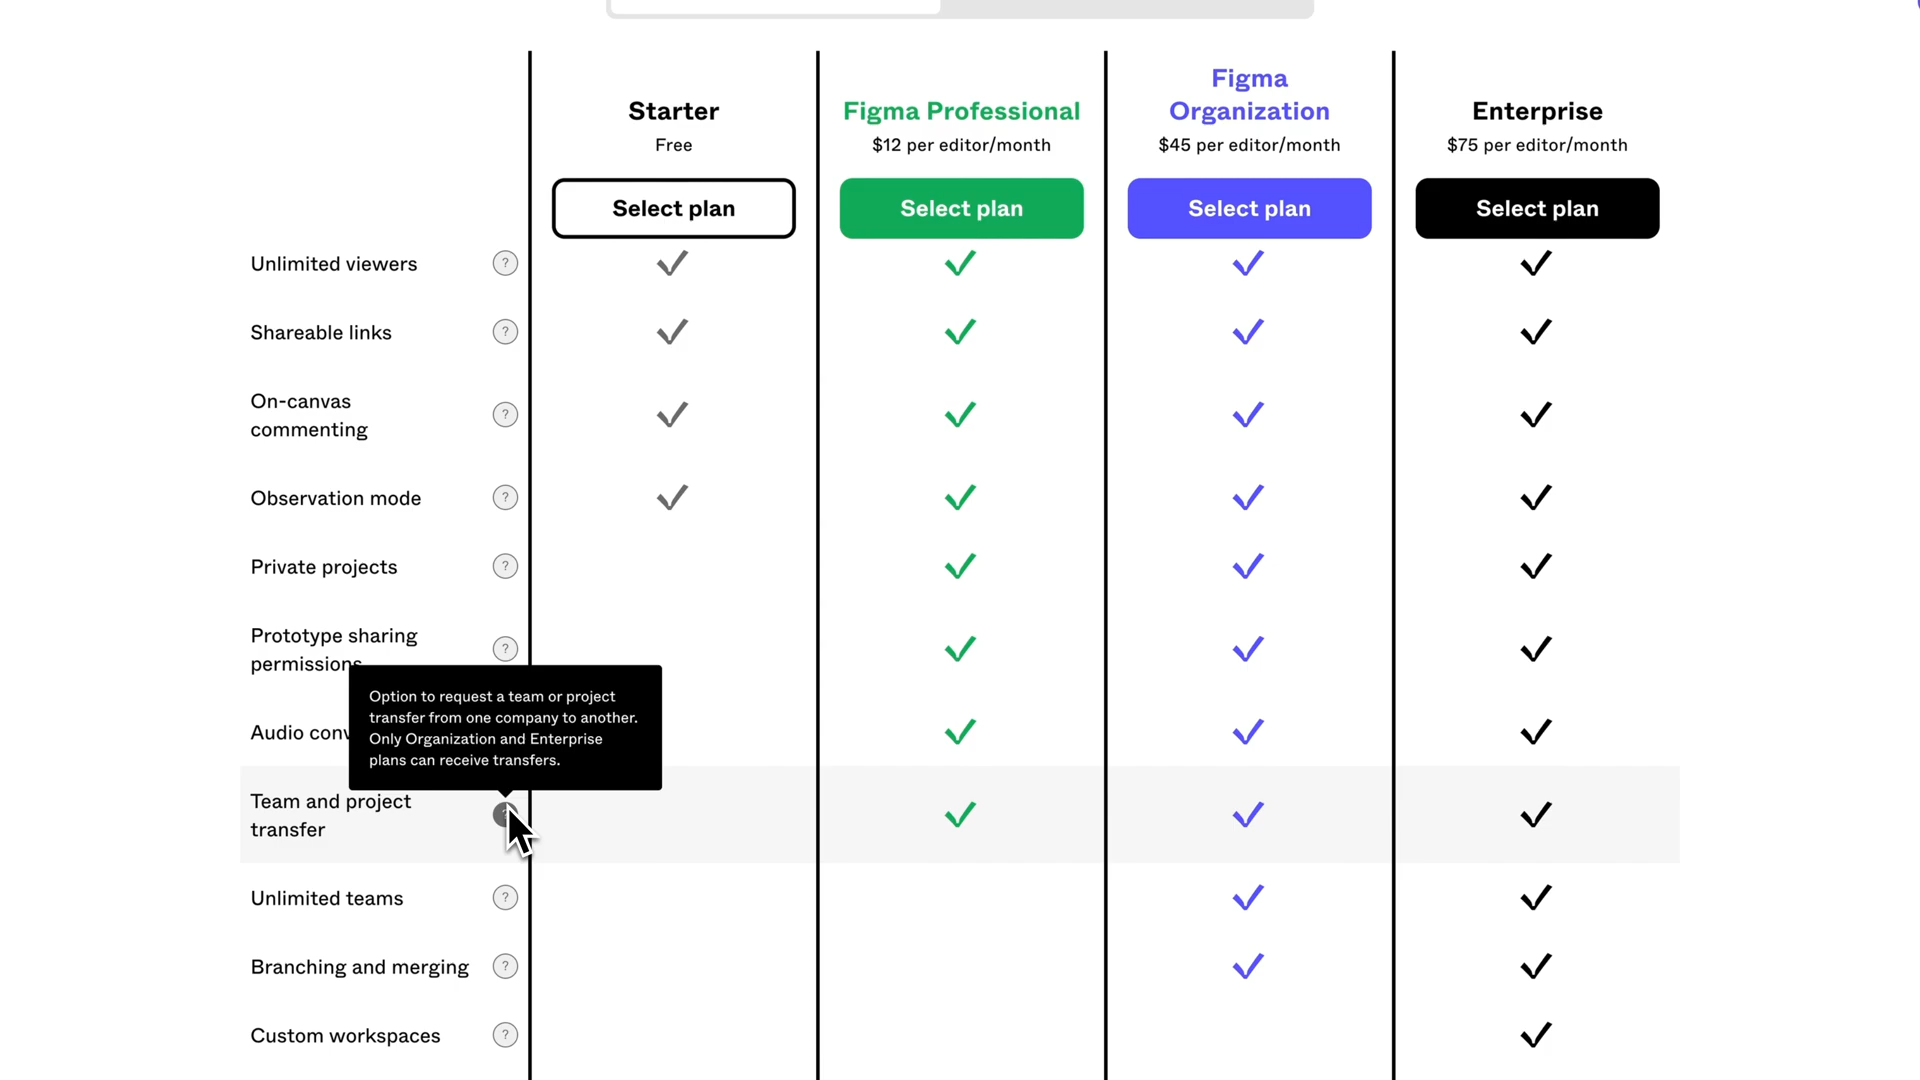 Starter
Free
Select plan
Figma Professional
$12 per editor/month
Select plan
Figma
Organization
$45 per editor/month
Select plan
Enterprise
$75 per editor/month
Select plan
Unlimited viewers
?
Shareable links
?
On-canvas
commenting
?
Observation mode
?
Private projects
?
Prototype sharing
permissions
?
Option to request a team or project
transfer from one company to another.
Only Organization and Enterprise
plans can receive transfers.
Audio
Team and project
transfer
Unlimited teams
?
Branching and merging
?
Custom workspaces
?